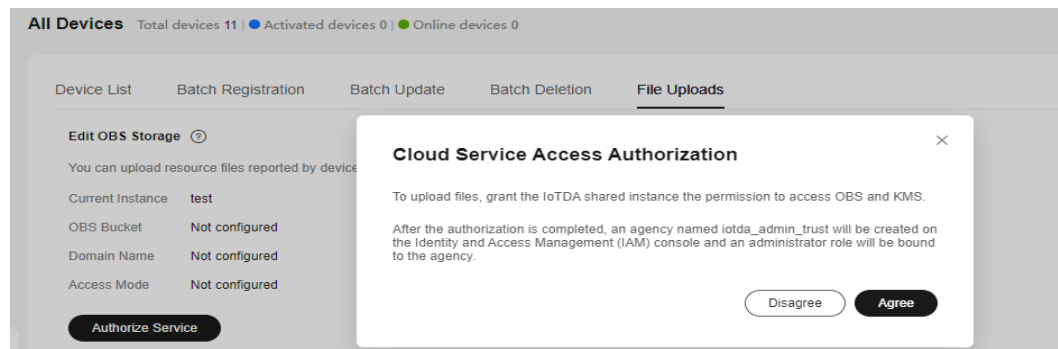 All Devices Total devices 11 | Activated devices 0 | Online devices 0
Device List Batch Registration Batch Update Batch Deletion File Uploads
Edit OBS Storage ?
You can upload resource files reported by device
Current Instance test
OBS Bucket Not configured
Domain Name Not configured
Access Mode Not configured
Authorize Service
Cloud Service Access Authorization
To upload files, grant the IoTDA shared instance the permission to access OBS and KMS.
After the authorization is completed, an agency named iotda_admin_trust will be created on
the Identity and Access Management (IAM) console and an administrator role will be bound
to the agency.
Disagree Agree